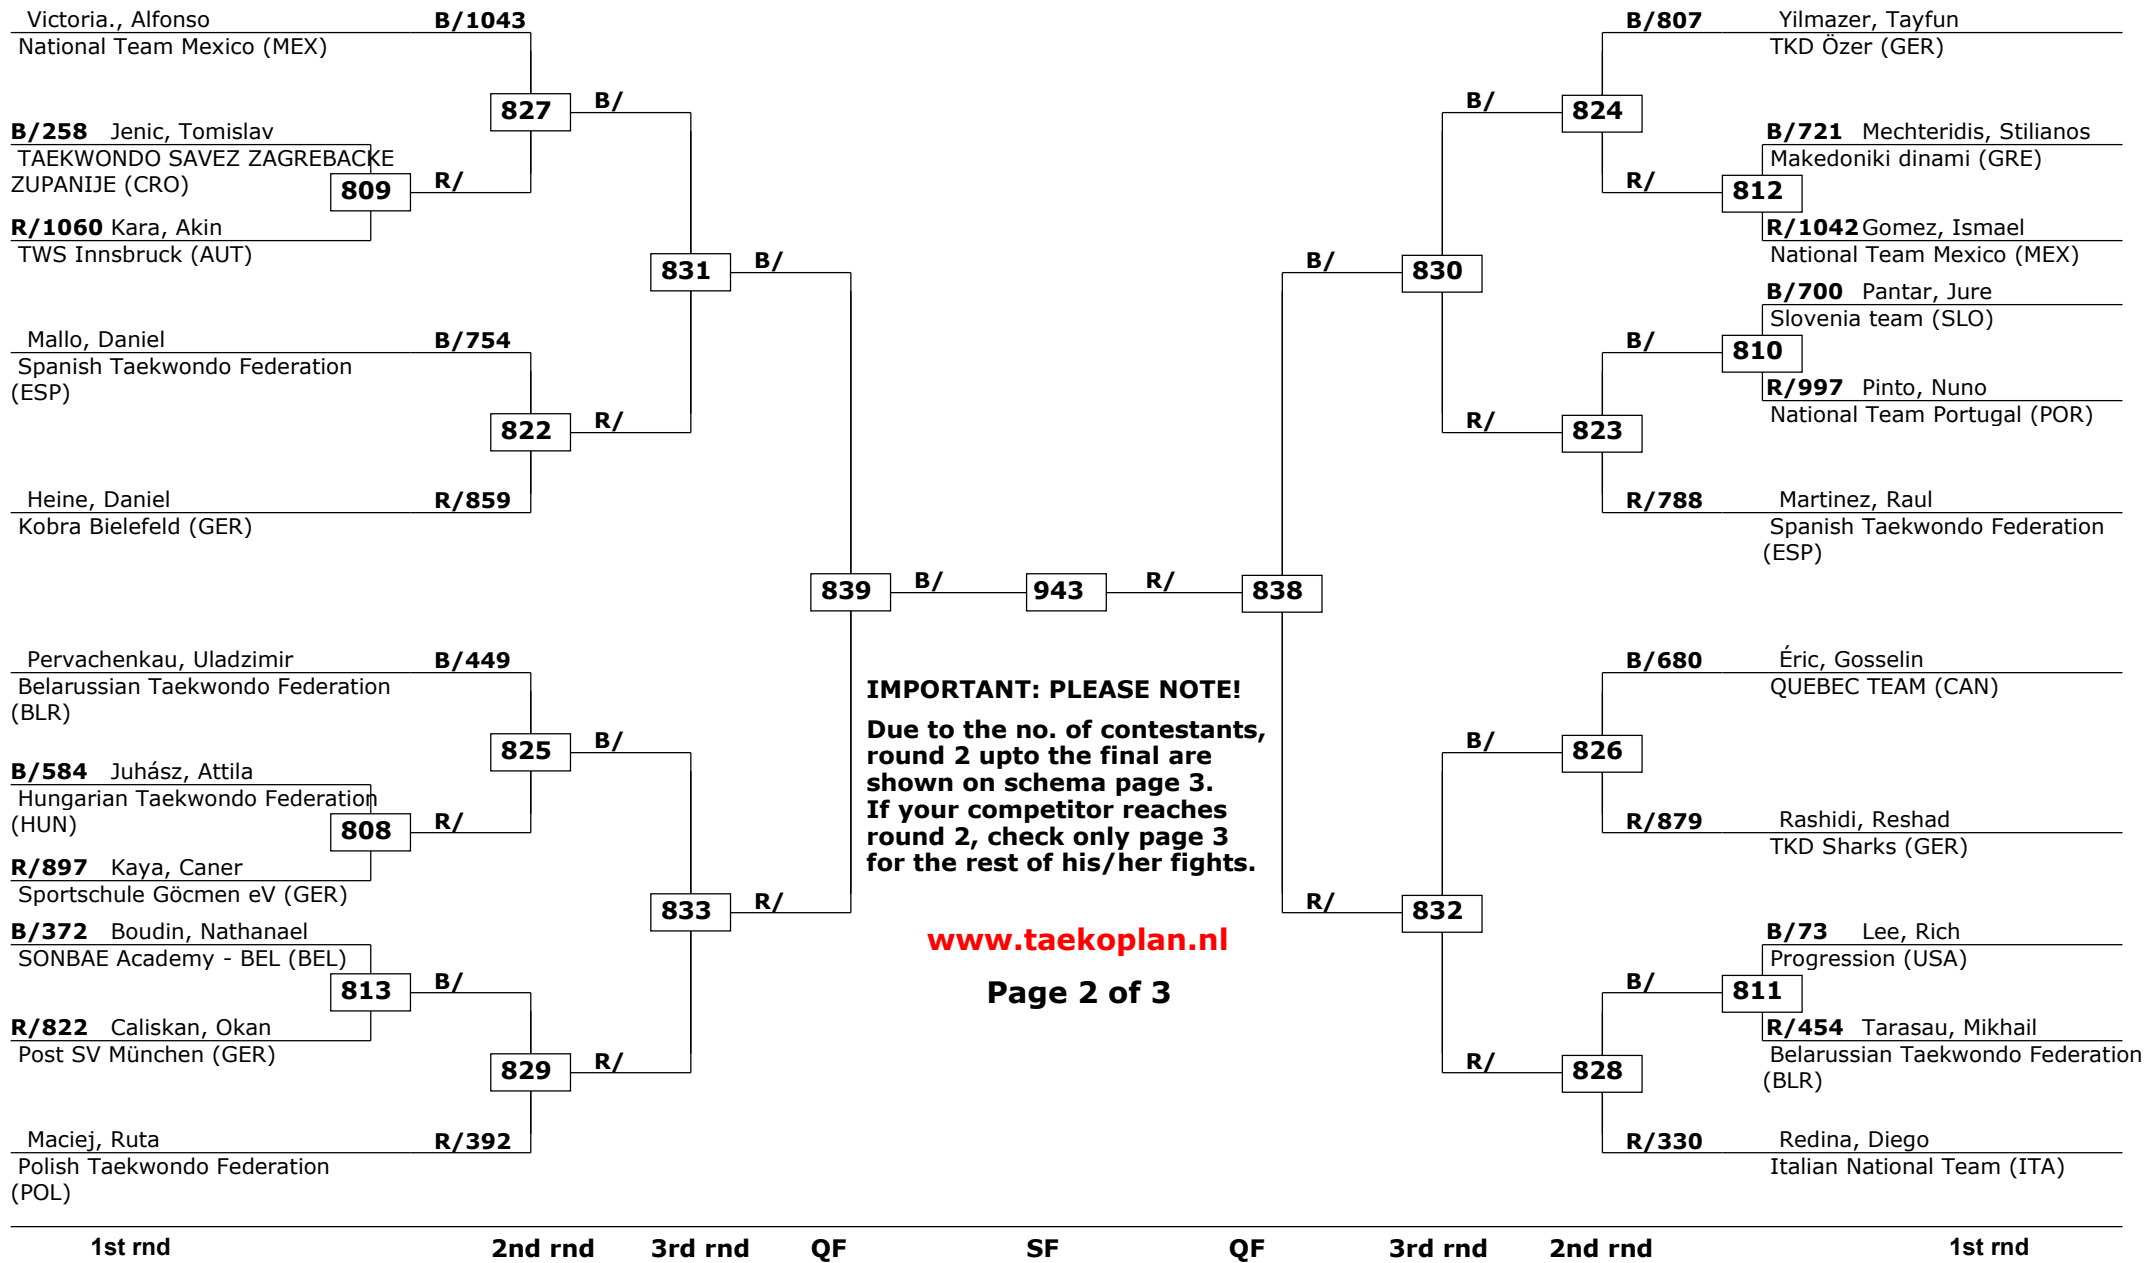 Victoria., Alfonso B/1043
National Team Mexico (MEX)
827 B/
B/258 Jenic, Tomislav
TAEKWONDO SAVEZ ZAGREBACKE
ZUPANIJE (CRO)
809 R/
R/1060 Kara, Akin
TWS Innsbruck (AUT)
831 B/
Mallo, Daniel B/754
Spanish Taekwondo Federation
(ESP)
822 R/
Heine, Daniel R/859
Kobra Bielefeld (GER)
839 B/ 943 R/ 838
Pervachenkau, Uladzimir B/449
Belarussian Taekwondo Federation
(BLR)
825 B/
B/584 Juhász, Attila
Hungarian Taekwondo Federation
(HUN)
808 R/
R/897 Kaya, Caner
Sportschule Göcmen eV (GER)
833 R/
B/372 Boudin, Nathanael
SONBAE Academy - BEL (BEL)
813 B/
R/822 Caliskan, Okan
Post SV München (GER)
829 R/
Maciej, Ruta R/392
Polish Taekwondo Federation
(POL)
IMPORTANT: PLEASE NOTE!
Due to the no. of contestants,
round 2 upto the final are
shown on schema page 3.
If your competitor reaches
round 2, check only page 3
for the rest of his/her fights.
www.taekoplan.nl
Page 2 of 3
B/807 Yilmazer, Tayfun
TKD Özer (GER)
B/ 824
B/721 Mechteridis, Stilianos
Makedoniki dinami (GRE)
R/ 812
R/1042 Gomez, Ismael
National Team Mexico (MEX)
B/ 830
B/700 Pantar, Jure
Slovenia team (SLO)
B/ 810
R/997 Pinto, Nuno
National Team Portugal (POR)
R/ 823
R/788 Martinez, Raul
Spanish Taekwondo Federation
(ESP)
B/680 Éric, Gosselin
QUEBEC TEAM (CAN)
B/ 826
R/879 Rashidi, Reshad
TKD Sharks (GER)
R/ 832
B/73 Lee, Rich
Progression (USA)
B/ 811
R/454 Tarasau, Mikhail
Belarussian Taekwondo Federation
(BLR)
R/ 828
R/330 Redina, Diego
Italian National Team (ITA)
1st rnd 2nd rnd 3rd rnd QF SF QF 3rd rnd 2nd rnd 1st rnd